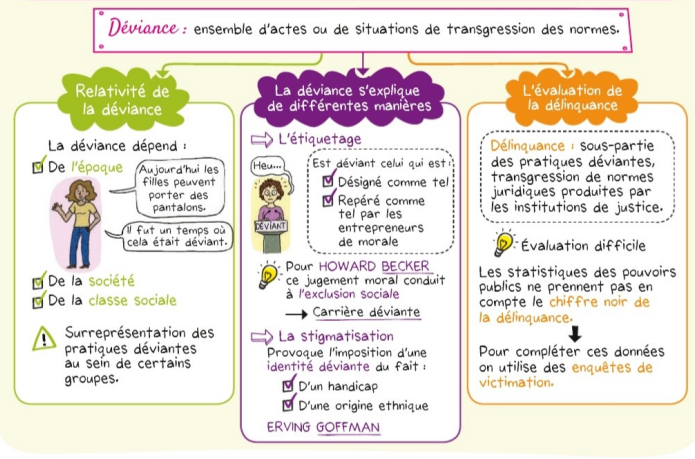 Déviance : ensemble d'actes ou de situations de transgression des normes.
Relativité de
la déviance
La déviance dépend :
De l'époque
Aujourd'hui les
filles peuvent
porter des
pantalons.
Il fut un temps où
cela était déviant.
De la société
De la classe sociale
Surreprésentation des
pratiques déviantes
au sein de certains
groupes.
La déviance s'explique
de différentes manières
L'étiquetage
Heu...
DÉVIANT
Est déviant celui qui est :
Désigné comme tel
Repéré comme
tel par les
entrepreneurs
de morale
Pour HOWARD BECKER
ce jugement moral conduit
à l'exclusion sociale
Carrière déviante
La stigmatisation
Provoque l'imposition d'une
identité déviante du fait :
D'un handicap
D'une origine ethnique
ERVING GOFFMAN
L'évaluation de
la délinquance
Délinquance : sous-partie
des pratiques déviantes,
transgression de normes
juridiques produites par
les institutions de justice.
Évaluation difficile
Les statistiques des pouvoirs
publics ne prennent pas en
compte le chiffre noir de
la délinquance.
Pour compléter ces données
on utilise des enquêtes de
victimation.